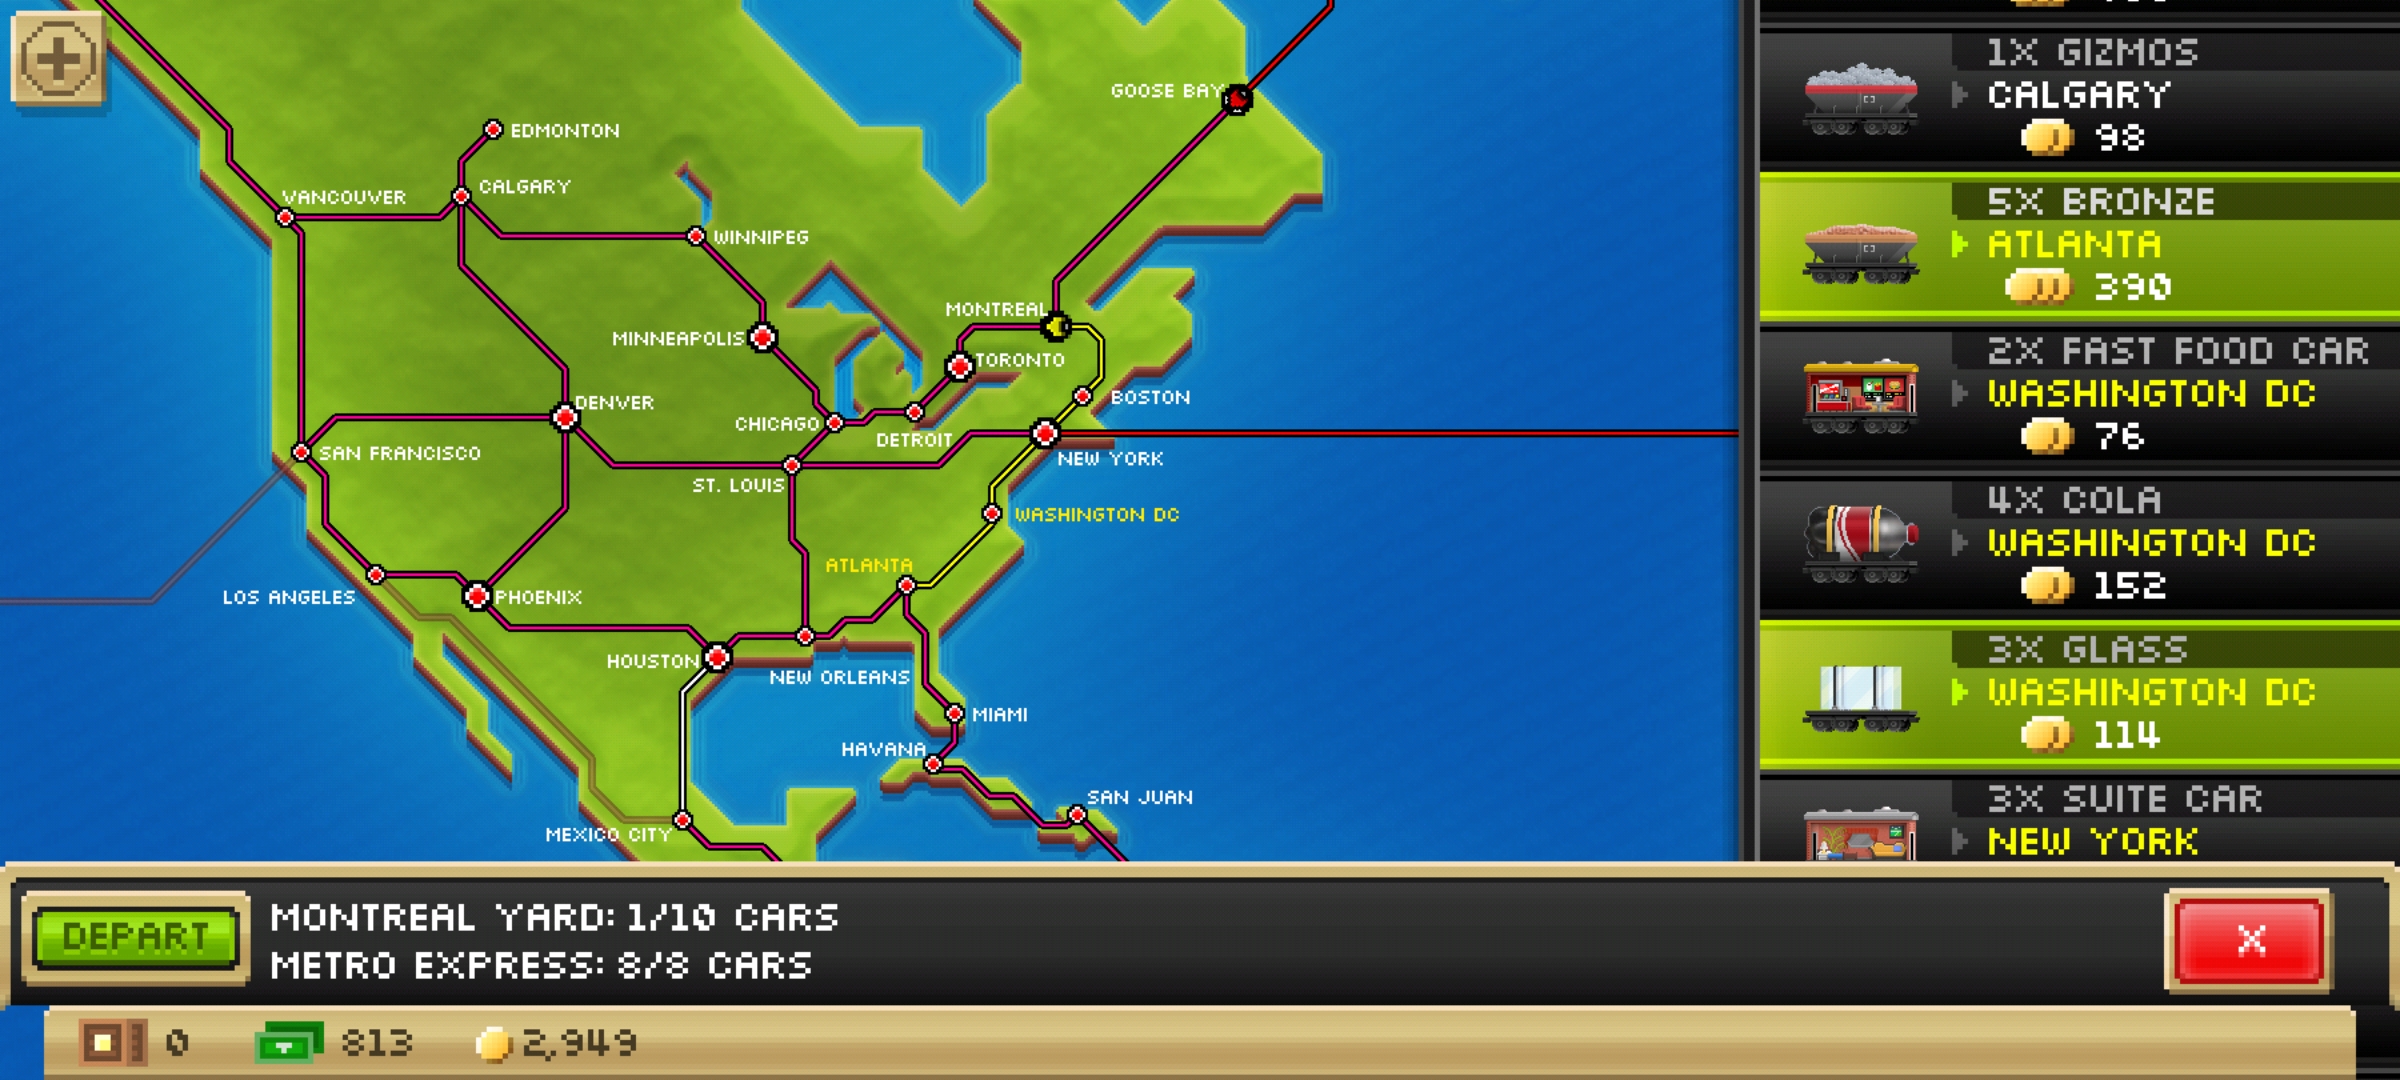 GOOSE BAY
EDMONTON
CALGARY
VANCOUVER
WINNIPEG
MONTREAL
MINNEAPOLIS
TORONTO
DENVER
BOSTON
CHICAGO
DETROIT
SAN FRANCISCO
NEW YORK
ST. LOUIS
WASHINGTON DC
ATLANTA
LOS ANGELES
PHOENIX
HOUSTON
NEW ORLEANS
MIAMI
HAVANA
SAN JUAN
MEXICO CITY
1X GIZMOS
CALGARY
98
5X BRONZE
ATLANTA
390
2X FAST FOOD CAR
WASHINGTON DC
76
4X COLA
WASHINGTON DC
152
3X GLASS
WASHINGTON DC
114
3X SUITE CAR
NEW YORK
DEPART
MONTREAL YARD: 1/10 CARS
METRO EXPRESS: 8/8 CARS
X
0
813
2,949